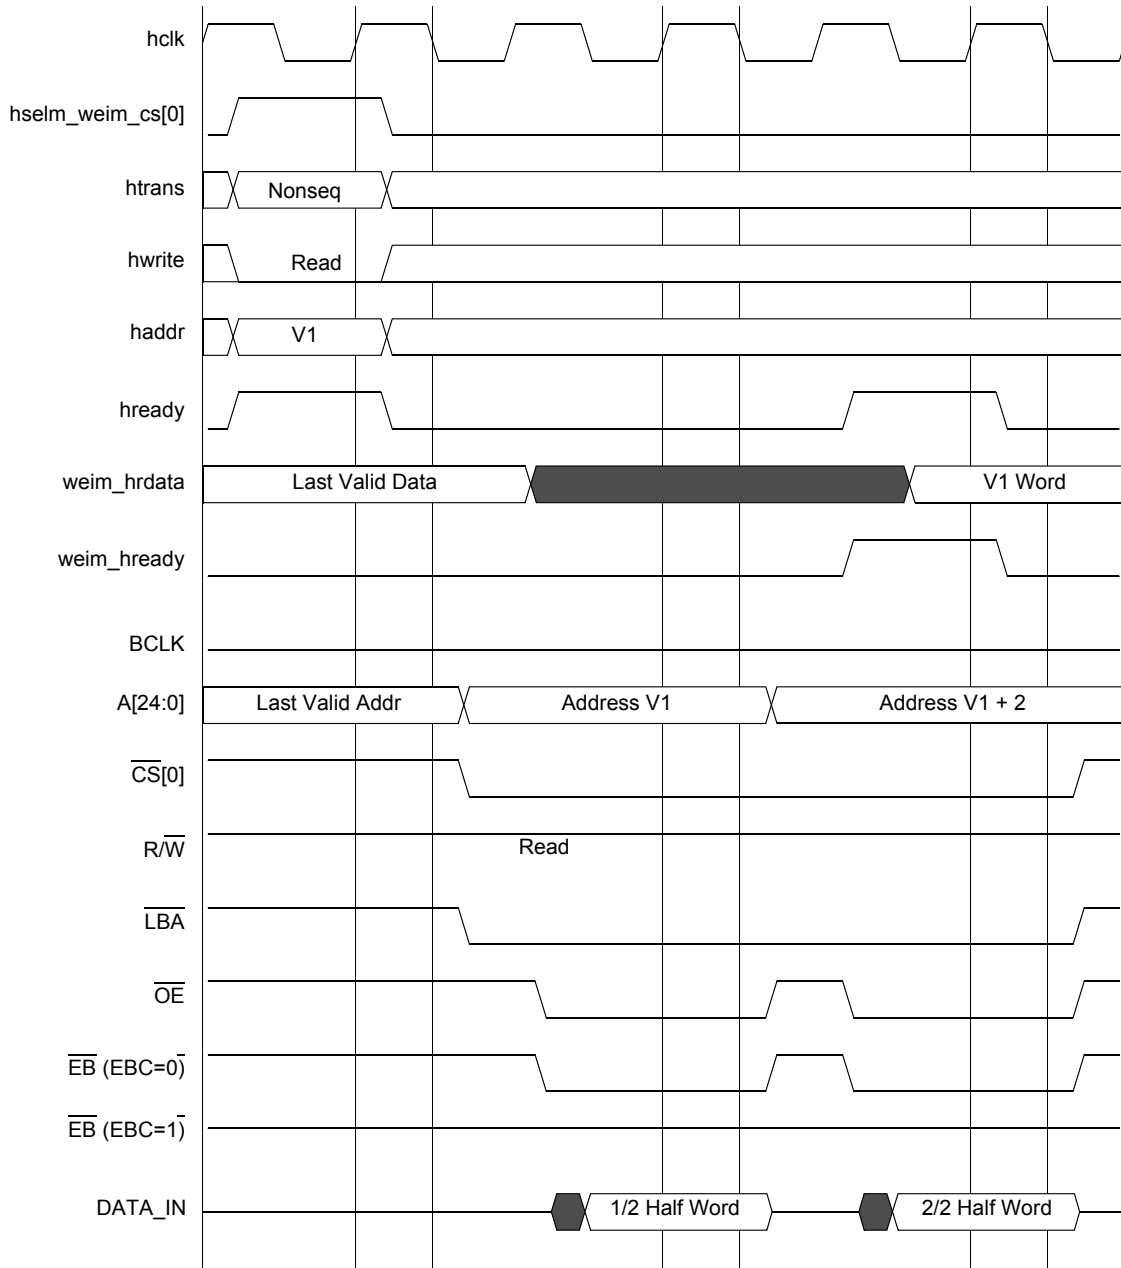 hclk
hselm_weim_cs[0]
htrans Nonseq
hwrite Read
haddr V1
hready
weim_hrdata Last Valid Data V1 Word
weim_hready
BCLK
A[24:0] Last Valid Addr Address V1 Address V1 + 2
CS[0]
R/W Read
LBA
OE
EB (EBC=0)
EB (EBC=1)
DATA_IN 1/2 Half Word 2/2 Half Word